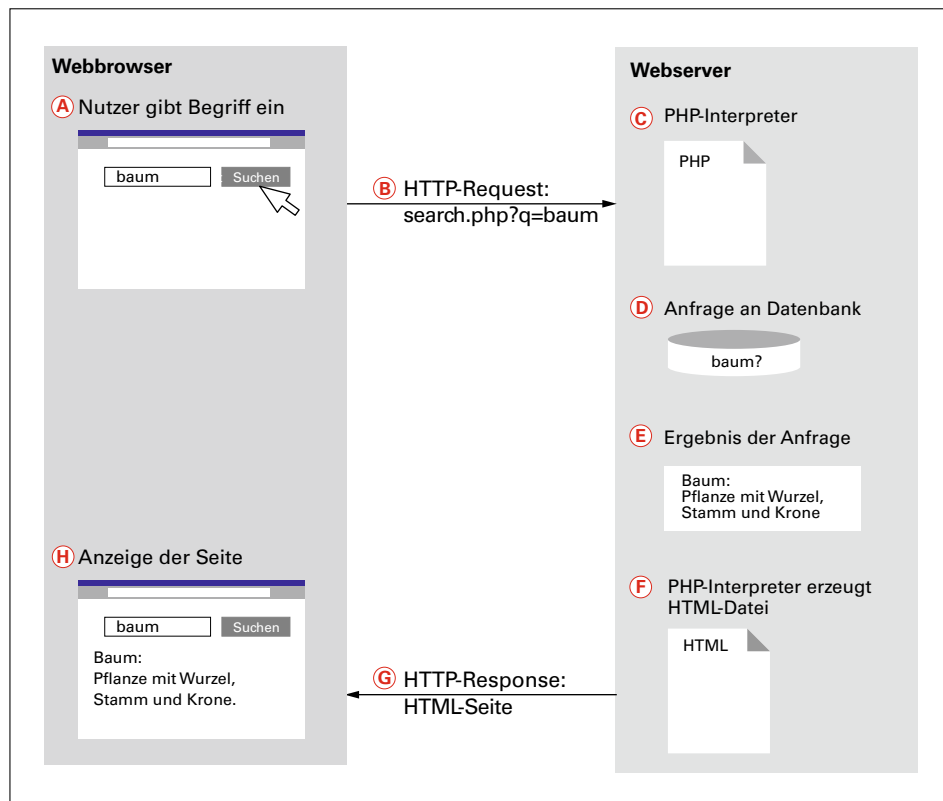 Webbrowser
A Nutzer gibt Begriff ein
baum Suchen
B HTTP-Request:
search.php?q=baum
Webserver
C PHP-Interpreter
PHP
D Anfrage an Datenbank
baum?
E Ergebnis der Anfrage
Baum:
Pflanze mit Wurzel,
Stamm und Krone
F PHP-Interpreter erzeugt
HTML-Datei
HTML
G HTTP-Response:
HTML-Seite
H Anzeige der Seite
baum Suchen
Baum:
Pflanze mit Wurzel,
Stamm und Krone.